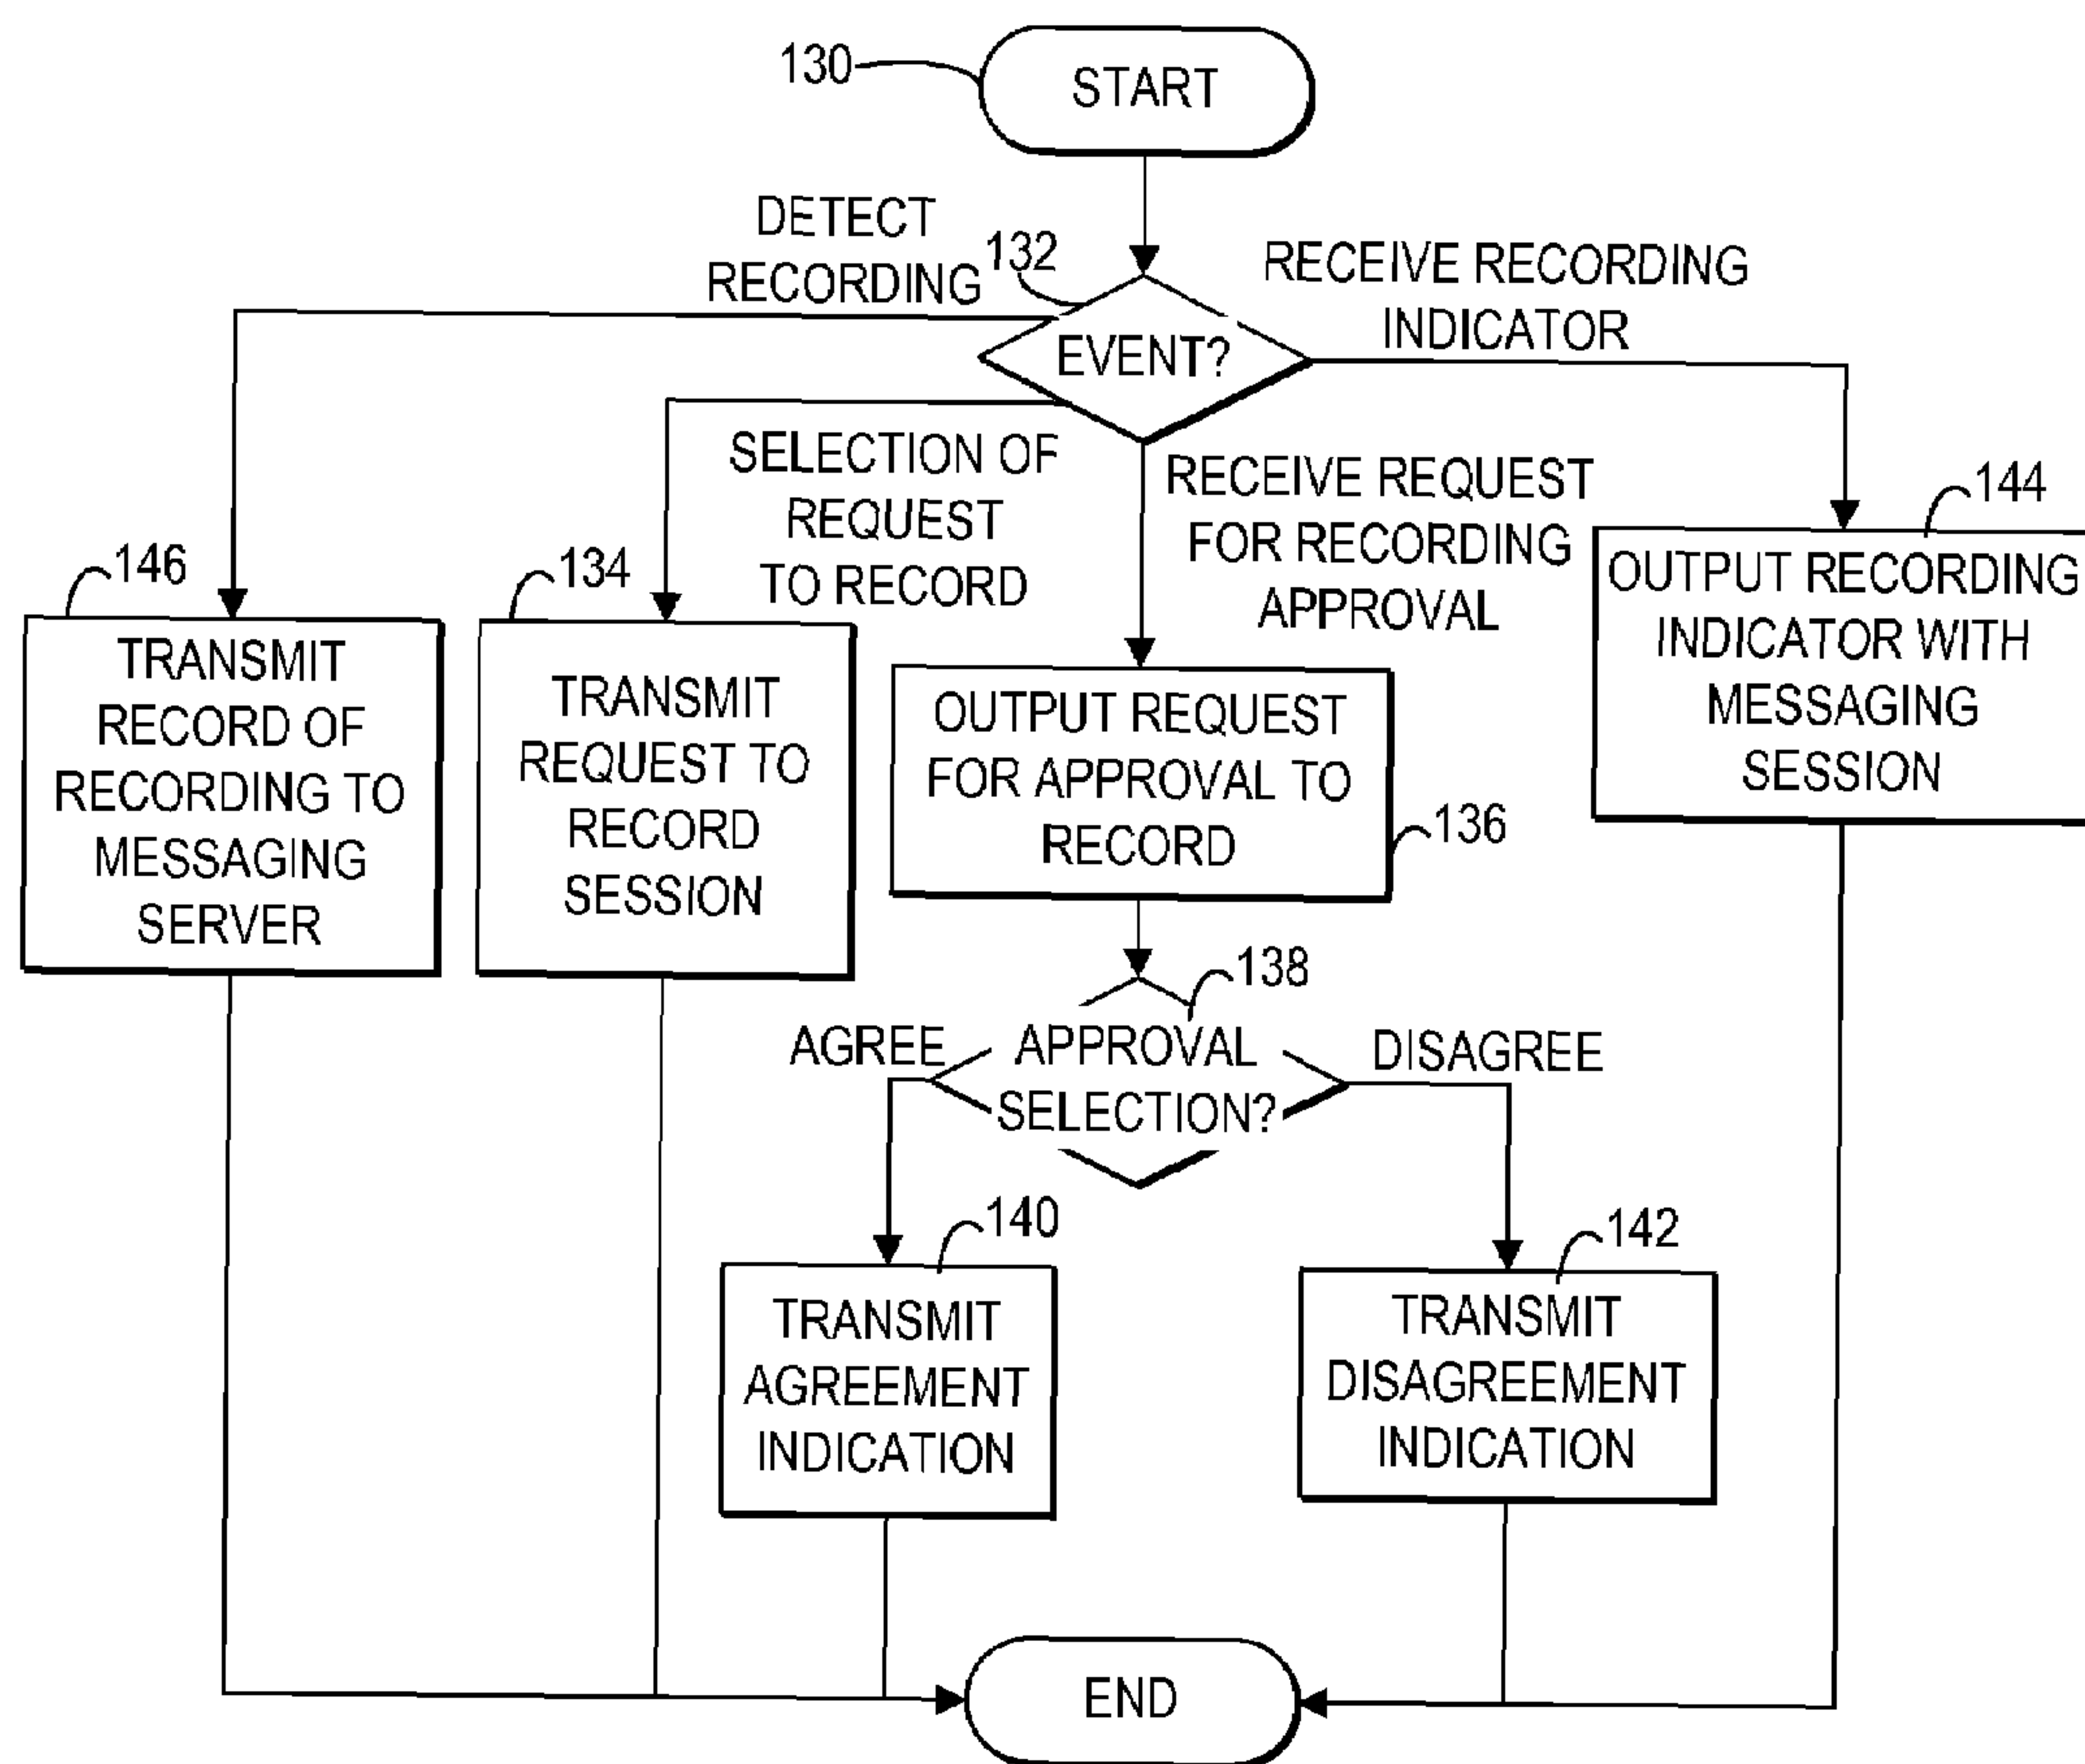 130
START
DETECT
RECORDING
132
EVENT?
RECEIVE RECORDING
INDICATOR
SELECTION OF
REQUEST
TO RECORD
RECEIVE REQUEST
FOR RECORDING
APPROVAL
146
TRANSMIT
RECORD OF
RECORDING TO
MESSAGING
SERVER
134
TRANSMIT
REQUEST TO
RECORD
SESSION
OUTPUT REQUEST
FOR APPROVAL TO
RECORD
136
144
OUTPUT RECORDING
INDICATOR WITH
MESSAGING
SESSION
138
AGREE
APPROVAL
SELECTION?
DISAGREE
140
TRANSMIT
AGREEMENT
INDICATION
142
TRANSMIT
DISAGREEMENT
INDICATION
END